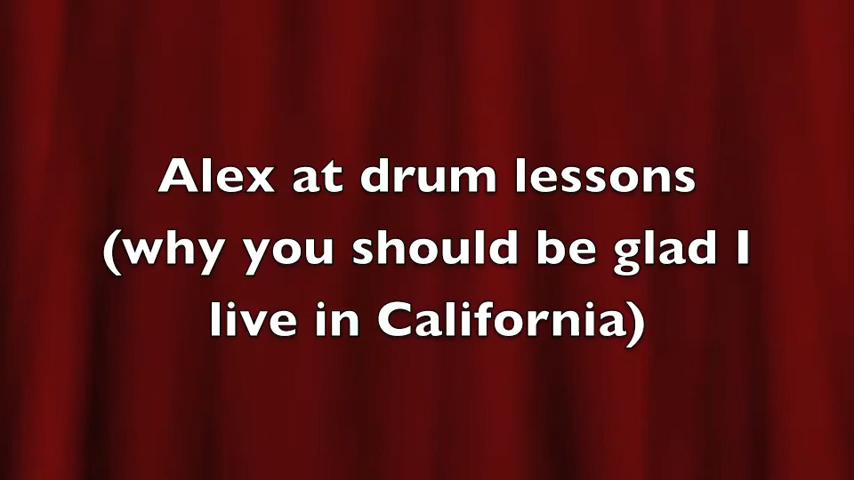 Alex at drum lessons
(why you should be glad I
live in California)